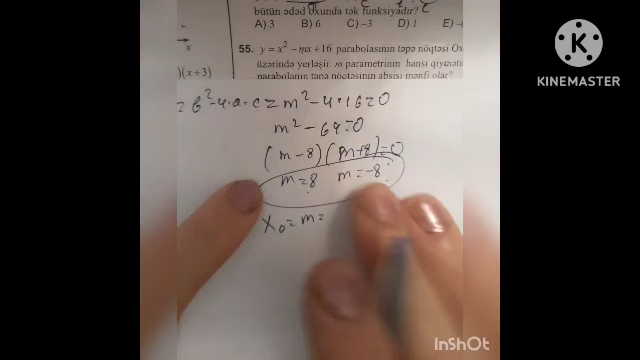 bütün ədəd oxunda tək funksiyadır?
A) 3 B) 6 C) −3 D) 1 E) −
55. y = x² − mx + 16 parabolasının təpə nöqtəsi Ox
üzərində yerləşir. m parametrinin hansı qiyməti
parabolanın təpə nöqtəsinin absisi mənfi olar?
)(x+3)
= b²-4·a·c = m²-4·16=0
m²-64=0
(m-8)(m+8)=0
m=8 m=-8
x₀=m=
K
KINEMASTER
InShOt